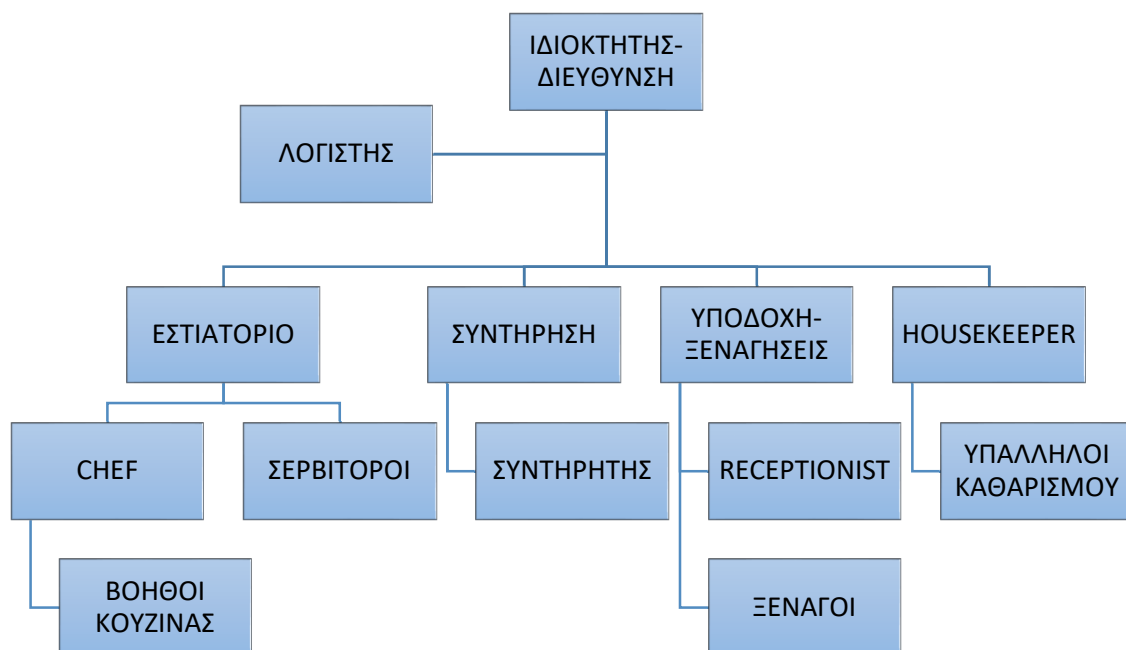 ΙΔΙΟΚΤΗΤΗΣ-
ΔΙΕΥΘΥΝΣΗ
ΛΟΓΙΣΤΗΣ
ΕΣΤΙΑΤΟΡΙΟ
ΣΥΝΤΗΡΗΣΗ
ΥΠΟΔΟΧΗ-
ΞΕΝΑΓΗΣΕΙΣ
HOUSEKEEPER
CHEF
ΣΕΡΒΙΤΟΡΟΙ
ΣΥΝΤΗΡΗΤΗΣ
RECEPTIONIST
ΥΠΑΛΛΗΛΟΙ
ΚΑΘΑΡΙΣΜΟΥ
ΒΟΗΘΟΙ
ΚΟΥΖΙΝΑΣ
ΞΕΝΑΓΟΙ